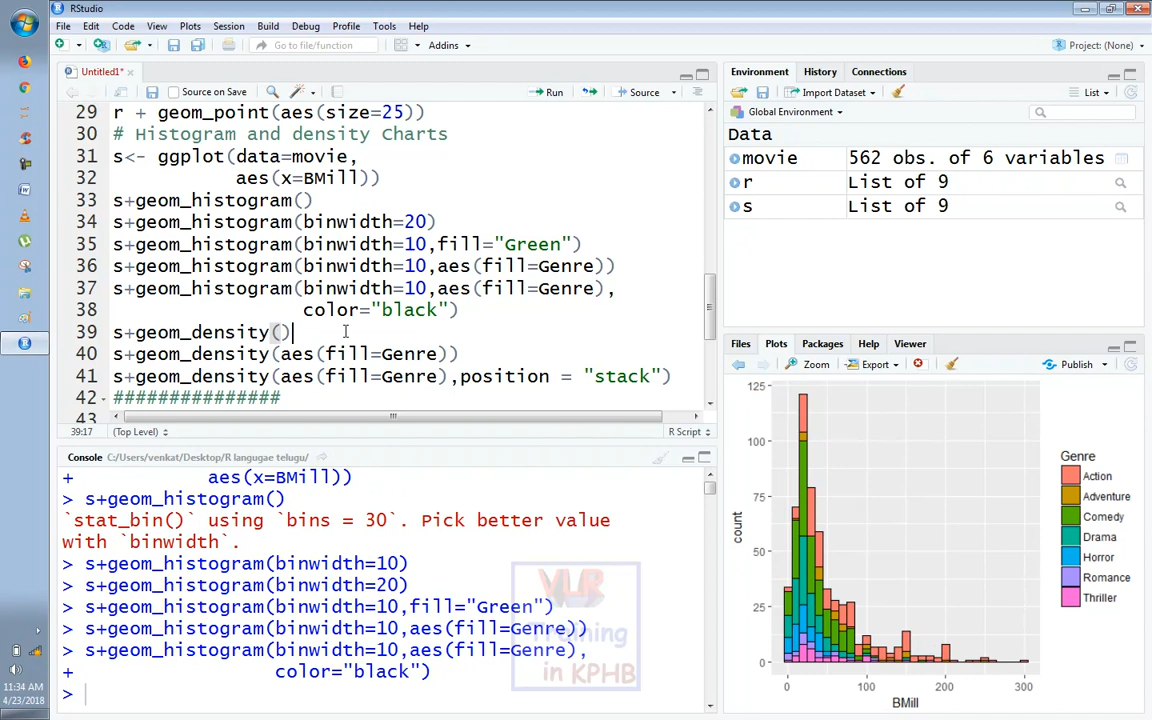 RStudio
File Edit Code View Plots Session Build Debug Profile Tools Help
Go to file/function Addins Project: (None)
Untitled1*
Source on Save Run Source
29 r + geom_point(aes(size=25))
30 # Histogram and density Charts
31 s<- ggplot(data=movie,
32 aes(x=BMill))
33 s+geom_histogram()
34 s+geom_histogram(binwidth=20)
35 s+geom_histogram(binwidth=10,fill="Green")
36 s+geom_histogram(binwidth=10,aes(fill=Genre))
37 s+geom_histogram(binwidth=10,aes(fill=Genre),
38 color="black")
39 s+geom_density()
40 s+geom_density(aes(fill=Genre))
41 s+geom_density(aes(fill=Genre),position = "stack")
42 ###############
43
39:17 (Top Level) R Script
Console C:/Users/venkat/Desktop/R langugae telugu/
+ aes(x=BMill))
> s+geom_histogram()
`stat_bin()` using `bins = 30`. Pick better value
with `binwidth`.
> s+geom_histogram(binwidth=10)
> s+geom_histogram(binwidth=20)
> s+geom_histogram(binwidth=10,fill="Green")
> s+geom_histogram(binwidth=10,aes(fill=Genre))
> s+geom_histogram(binwidth=10,aes(fill=Genre),
+ color="black")
>
VLR
Training
in KPHB
Environment History Connections
Import Dataset List
Global Environment
Data
movie 562 obs. of 6 variables
r List of 9
s List of 9
Files Plots Packages Help Viewer
Zoom Export Publish
125
100
75
50
25
0
count
0 100 200 300
BMill
Genre
Action
Adventure
Comedy
Drama
Horror
Romance
Thriller
11:34 AM
4/23/2018